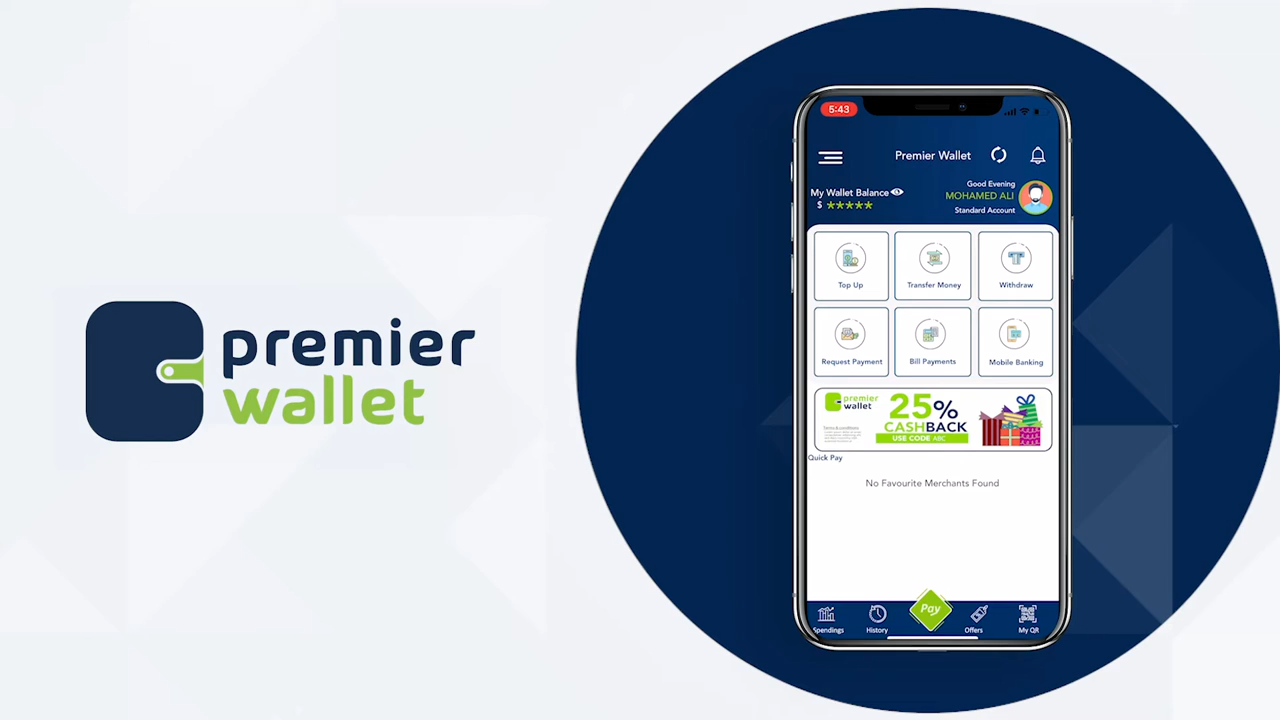 premier
wallet
5:43
Premier Wallet
My Wallet Balance
$ *****
Good Evening
MOHAMED ALI
Standard Account
Top Up
Transfer Money
Withdraw
Request Payment
Bill Payments
Mobile Banking
premier
wallet
25%
CASHBACK
USE CODE ABC
Terms & conditions
Quick Pay
No Favourite Merchants Found
Pay
Spendings
History
Offers
My QR